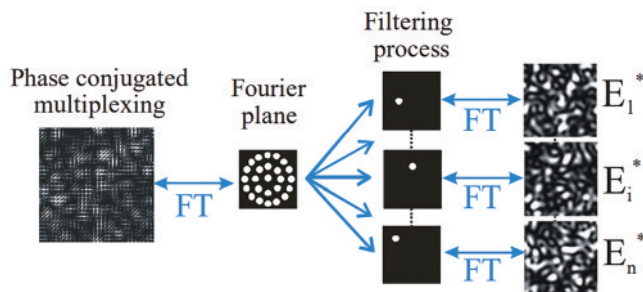 Phase conjugated
multiplexing
FT
Fourier
plane
Filtering
process
FT
E₁*
FT
Eᵢ*
FT
Eₙ*